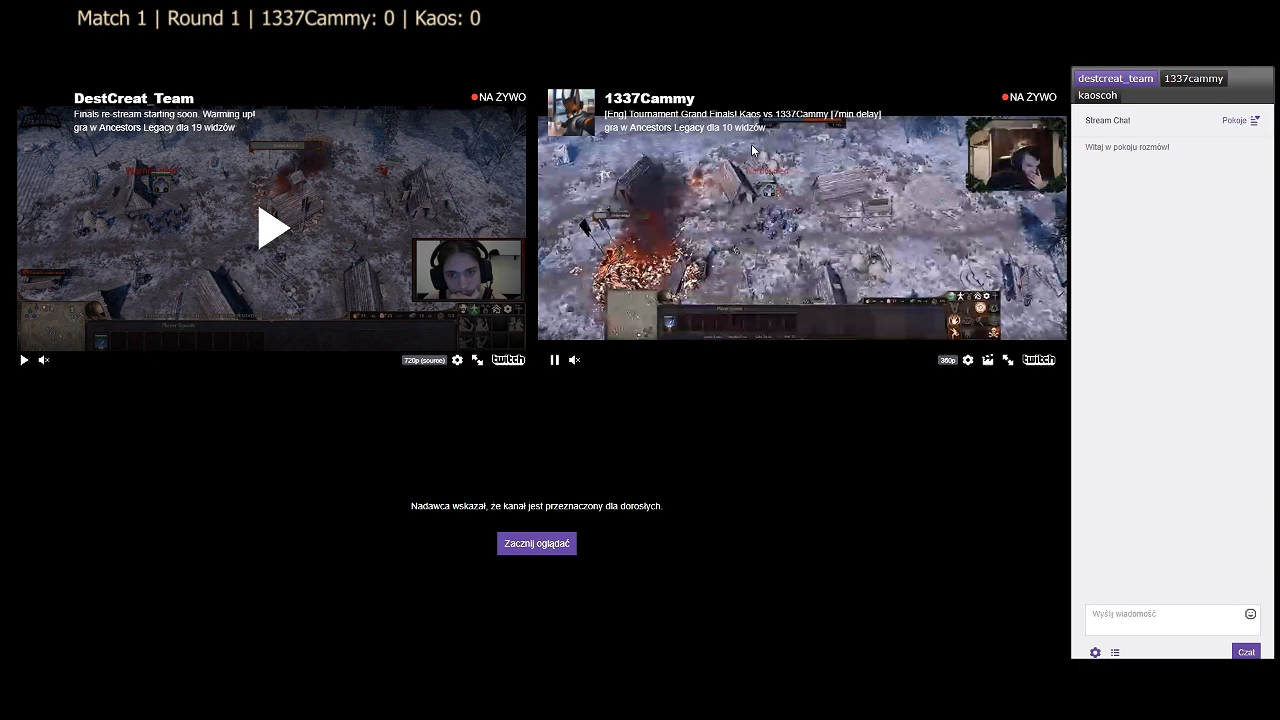 Match 1 | Round 1 | 1337Cammy: 0 | Kaos: 0
DestCreat_Team
NA ŻYWO
Finals re-stream starting soon. Warming up!
gra w Ancestors Legacy dla 19 widzów
720p (source)
twitch
1337Cammy
NA ŻYWO
[Eng] Tournament Grand Finals! Kaos vs 1337Cammy [7min delay]
gra w Ancestors Legacy dla 10 widzów
360p
twitch
Nadawca wskazał, że kanał jest przeznaczony dla dorosłych.
Zacznij oglądać
destcreat_team
1337cammy
kaoscoh
Stream Chat
Pokoje
Witaj w pokoju rozmów!
Wyślij wiadomość
Czat